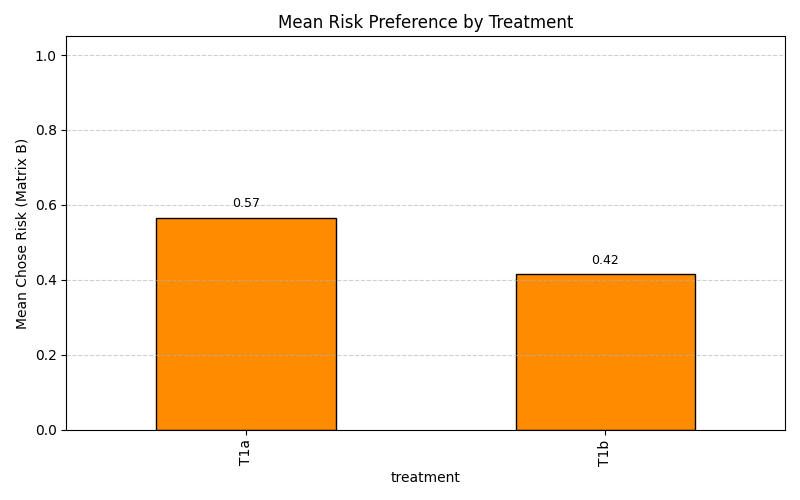 Mean Risk Preference by Treatment
Mean Chose Risk (Matrix B)
1.0
0.8
0.6
0.4
0.2
0.0
0.57
0.42
T1a
T1b
treatment